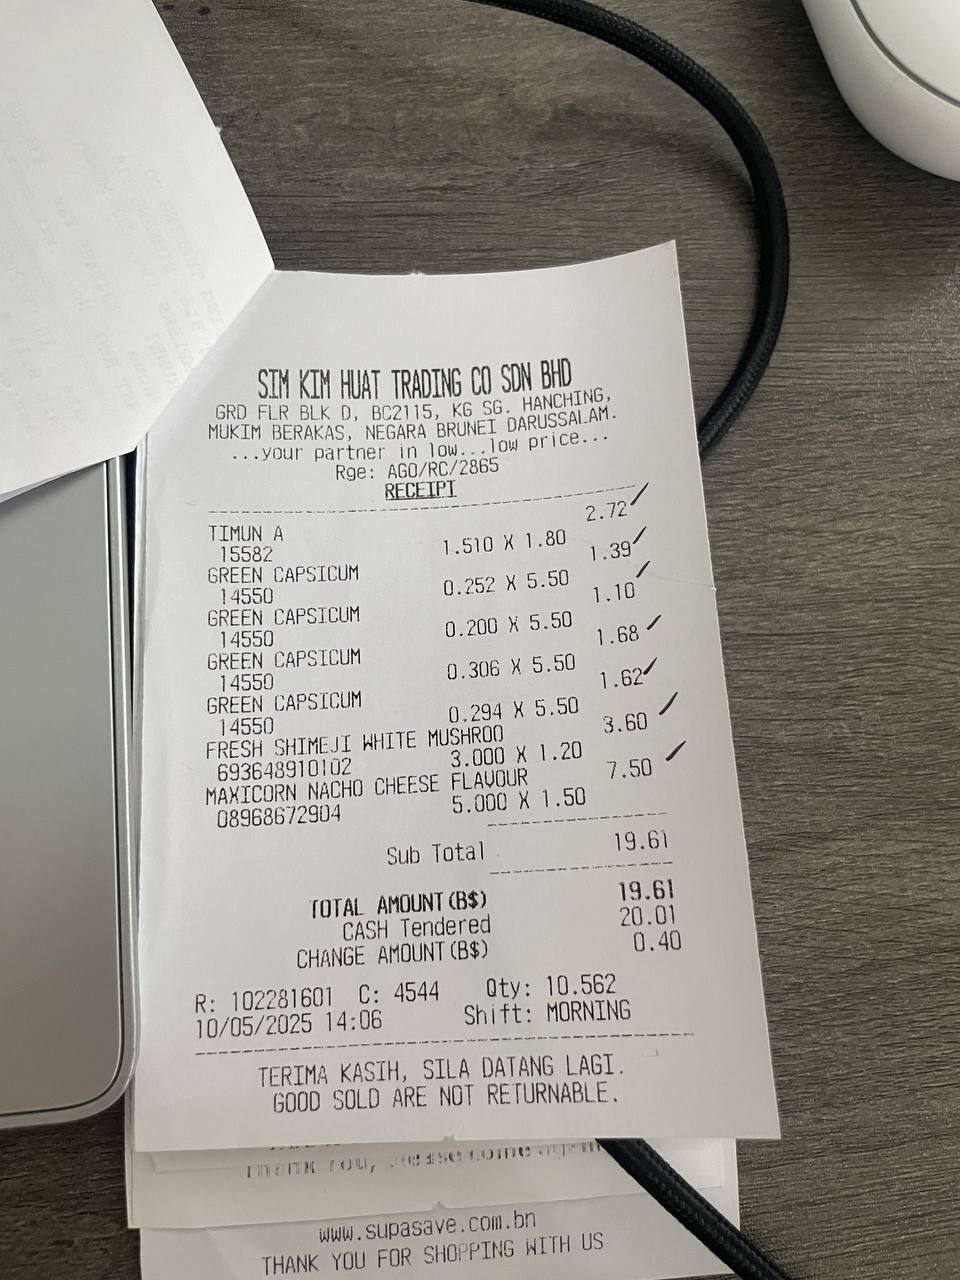 SIM KIM HUAT TRADING CO SDN BHD
GRD FLR BLK D, BC2115, KG SG. HANCHING,
MUKIM BERAKAS, NEGARA BRUNEI DARUSSALAM.
...your partner in low...low price...
Rge: AGO/RC/2865
RECEIPT
TIMUN A 2.72
15582 1.510 X 1.80
GREEN CAPSICUM 1.39
14550 0.252 X 5.50
GREEN CAPSICUM 1.10
14550 0.200 X 5.50
GREEN CAPSICUM 1.68
14550 0.306 X 5.50
GREEN CAPSICUM 1.62
14550 0.294 X 5.50
FRESH SHIMEJI WHITE MUSHROO 3.60
693648910102 3.000 X 1.20
MAXICORN NACHO CHEESE FLAVOUR 7.50
08968672904 5.000 X 1.50
Sub Total 19.61
TOTAL AMOUNT(B$) 19.61
CASH Tendered 20.01
CHANGE AMOUNT(B$) 0.40
R: 102281601 C: 4544 Qty: 10.562
10/05/2025 14:06 Shift: MORNING
TERIMA KASIH, SILA DATANG LAGI.
GOOD SOLD ARE NOT RETURNABLE.
www.supasave.com.bn
THANK YOU FOR SHOPPING WITH US